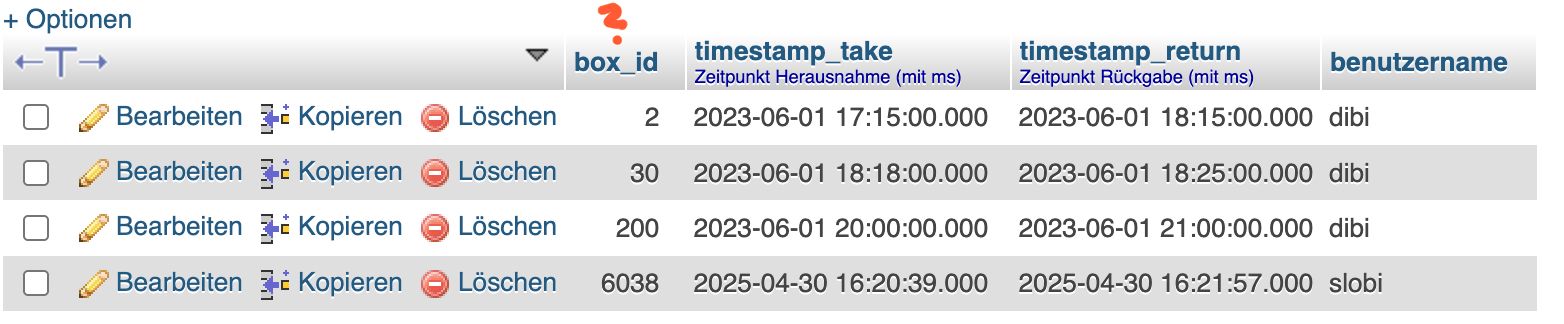 + Optionen
?
←T→ box_id timestamp_take timestamp_return benutzername
Zeitpunkt Herausnahme (mit ms) Zeitpunkt Rückgabe (mit ms)
Bearbeiten Kopieren Löschen 2 2023-06-01 17:15:00.000 2023-06-01 18:15:00.000 dibi
Bearbeiten Kopieren Löschen 30 2023-06-01 18:18:00.000 2023-06-01 18:25:00.000 dibi
Bearbeiten Kopieren Löschen 200 2023-06-01 20:00:00.000 2023-06-01 21:00:00.000 dibi
Bearbeiten Kopieren Löschen 6038 2025-04-30 16:20:39.000 2025-04-30 16:21:57.000 slobi